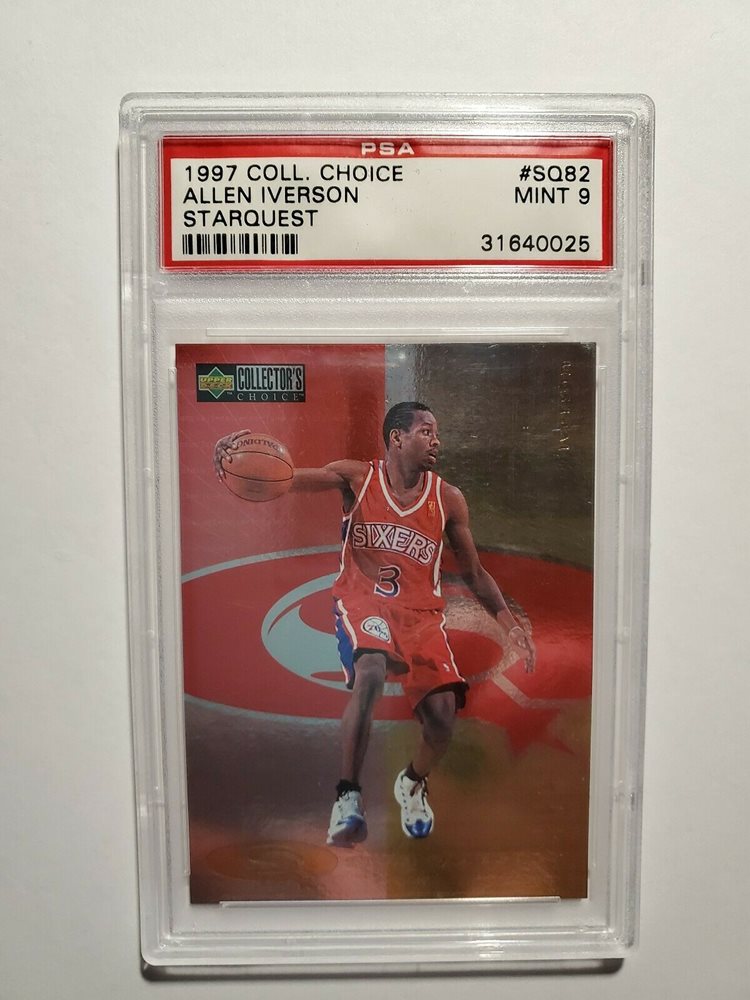 PSA
1997 COLL. CHOICE #SQ82
ALLEN IVERSON MINT 9
STARQUEST
31640025
UPPER DECK COLLECTOR'S
CHOICE
SPALDING
SIXERS
3